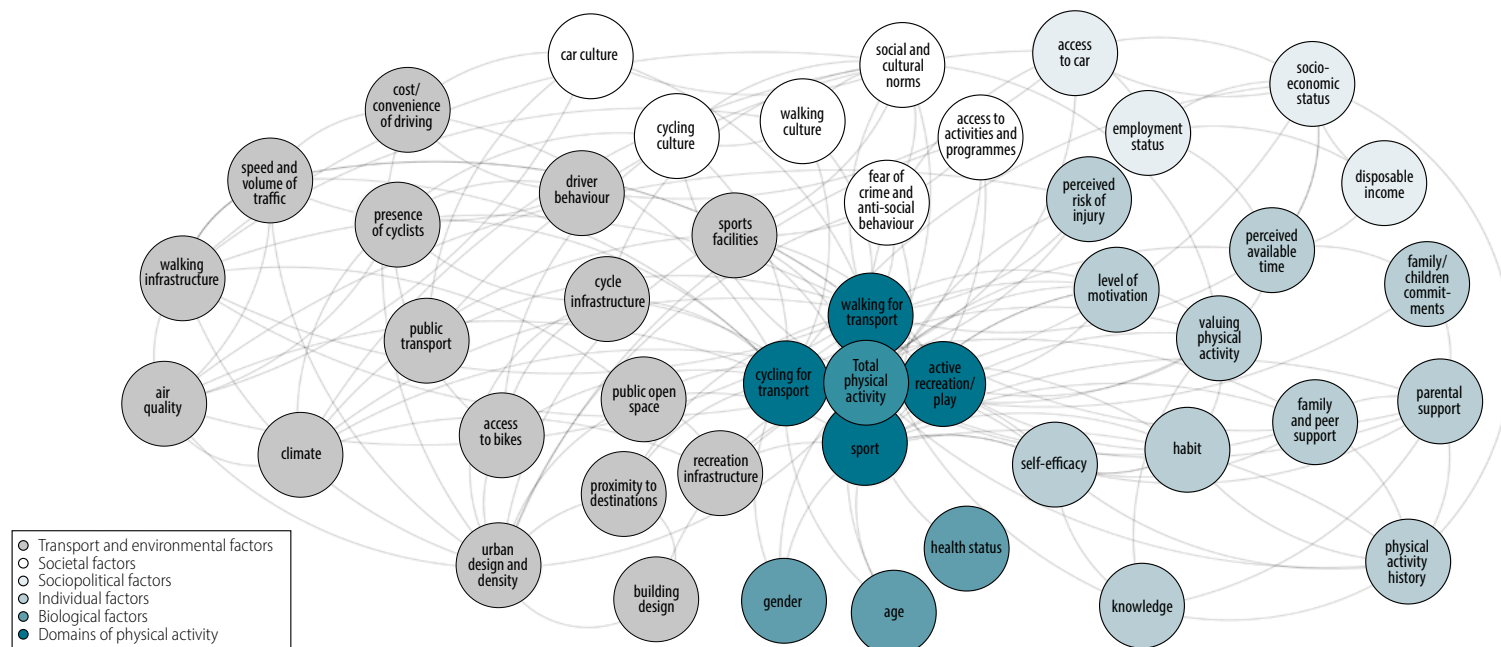 car culture
social and
cultural
norms
access
to car
socio-
economic
status
cost/
convenience
of driving
cycling
culture
walking
culture
access to
activities and
programmes
employment
status
speed and
volume of
traffic
driver
behaviour
fear of
crime and
anti-social
behaviour
perceived
risk of
injury
disposable
income
presence
of cyclists
sports
facilities
perceived
available
time
walking
infrastructure
cycle
infrastructure
level of
motivation
family/
children
commit-
ments
public
transport
walking for
transport
valuing
physical
activity
air
quality
public open
space
cycling for
transport
Total
physical
activity
active
recreation/
play
family
and peer
support
parental
support
climate
access
to bikes
recreation
infrastructure
sport
self-efficacy
habit
proximity to
destinations
urban
design and
density
health status
physical
activity
history
building
design
gender
age
knowledge
Transport and environmental factors
Societal factors
Sociopolitical factors
Individual factors
Biological factors
Domains of physical activity